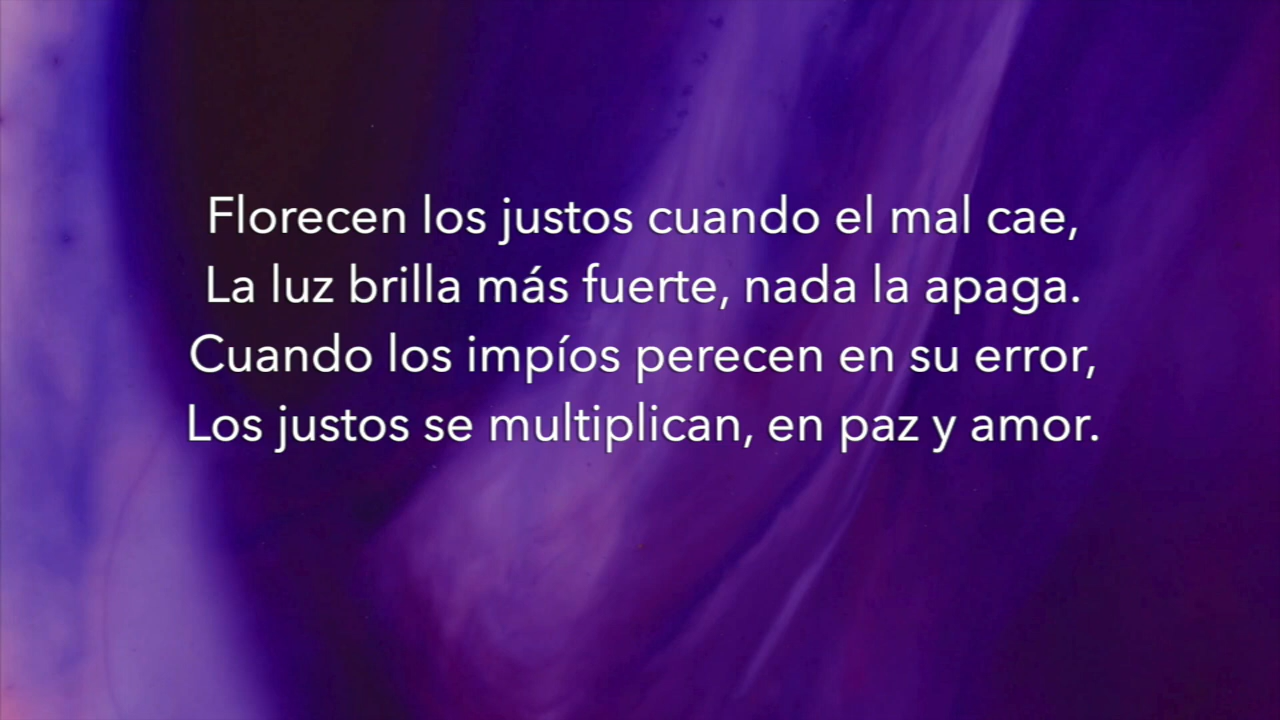 Florecen los justos cuando el mal cae,
La luz brilla más fuerte, nada la apaga.
Cuando los impíos perecen en su error,
Los justos se multiplican, en paz y amor.